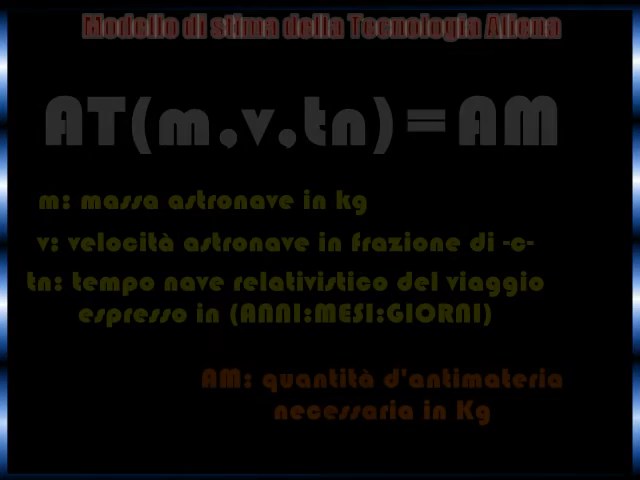 Modello di stima della Tecnologia Aliena
AT(m,v,tn)=AM
m: massa astronave in kg
v: velocità astronave in frazione di -c-
tn: tempo nave relativistico del viaggio
espresso in (ANNI:MESI:GIORNI)
AM: quantità d'antimateria
necessaria in Kg